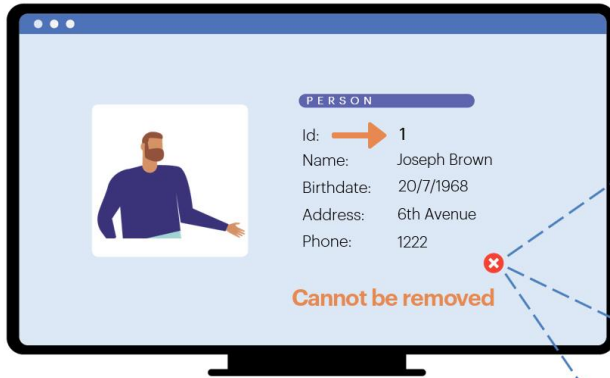 PERSON
Id: 1
Name: Joseph Brown
Birthdate: 20/7/1968
Address: 6th Avenue
Phone: 1222
Cannot be removed